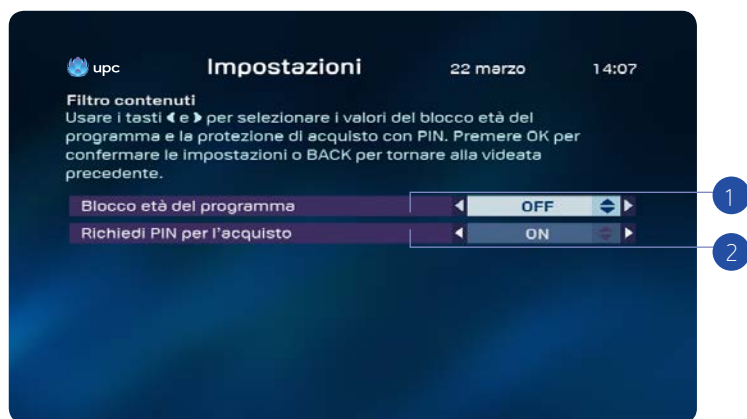 upc Impostazioni 22 marzo 14:07
Filtro contenuti
Usare i tasti ◀ e ▶ per selezionare i valori del blocco età del
programma e la protezione di acquisto con PIN. Premere OK per
confermare le impostazioni o BACK per tornare alla videata
precedente.
Blocco età del programma OFF 1
Richiedi PIN per l'acquisto ON 2